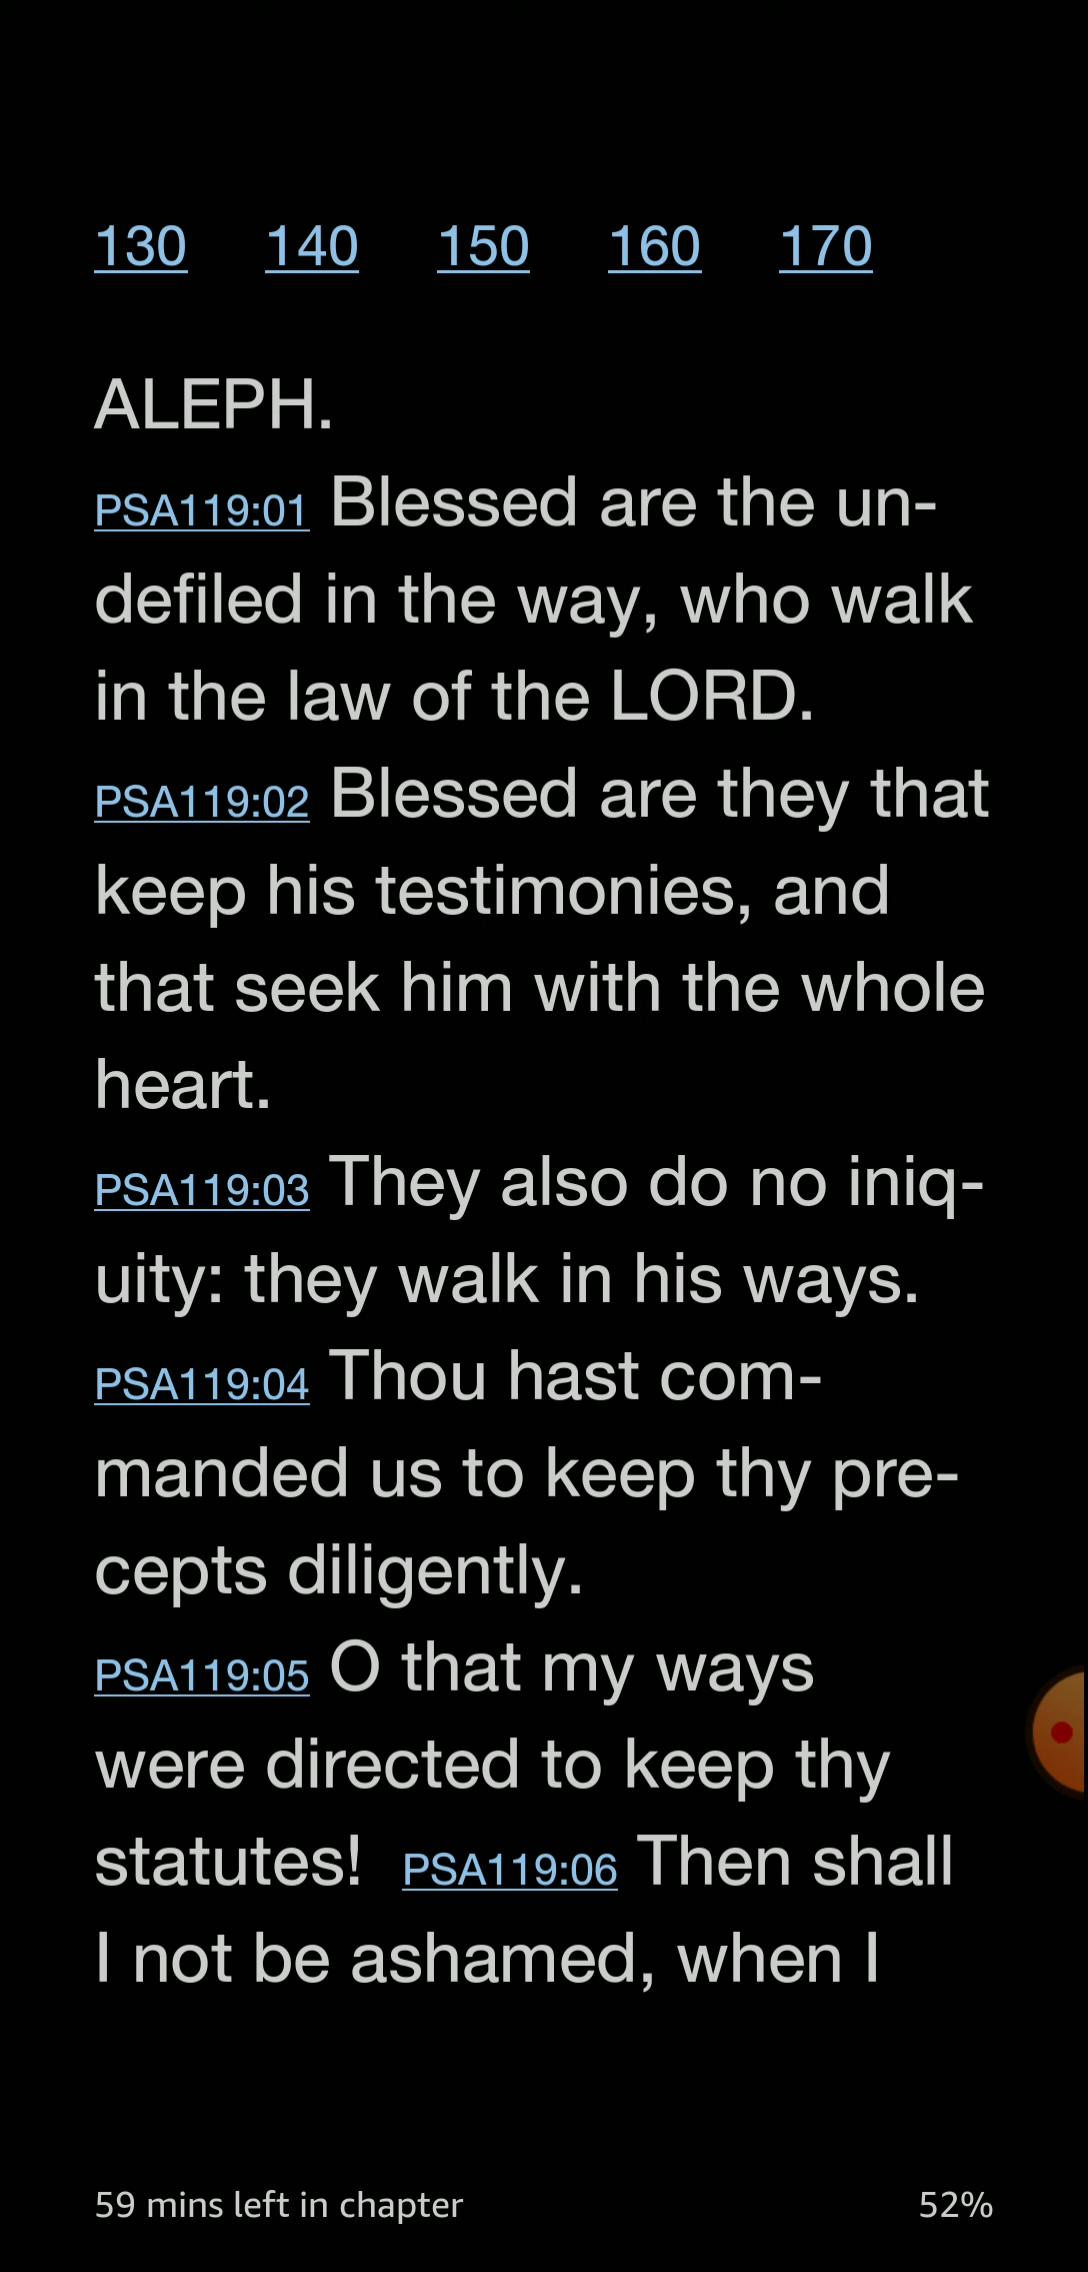 130 140 150 160 170
ALEPH.
PSA119:01 Blessed are the un-
defiled in the way, who walk
in the law of the LORD.
PSA119:02 Blessed are they that
keep his testimonies, and
that seek him with the whole
heart.
PSA119:03 They also do no iniq-
uity: they walk in his ways.
PSA119:04 Thou hast com-
manded us to keep thy pre-
cepts diligently.
PSA119:05 O that my ways
were directed to keep thy
statutes! PSA119:06 Then shall
I not be ashamed, when I
59 mins left in chapter 52%